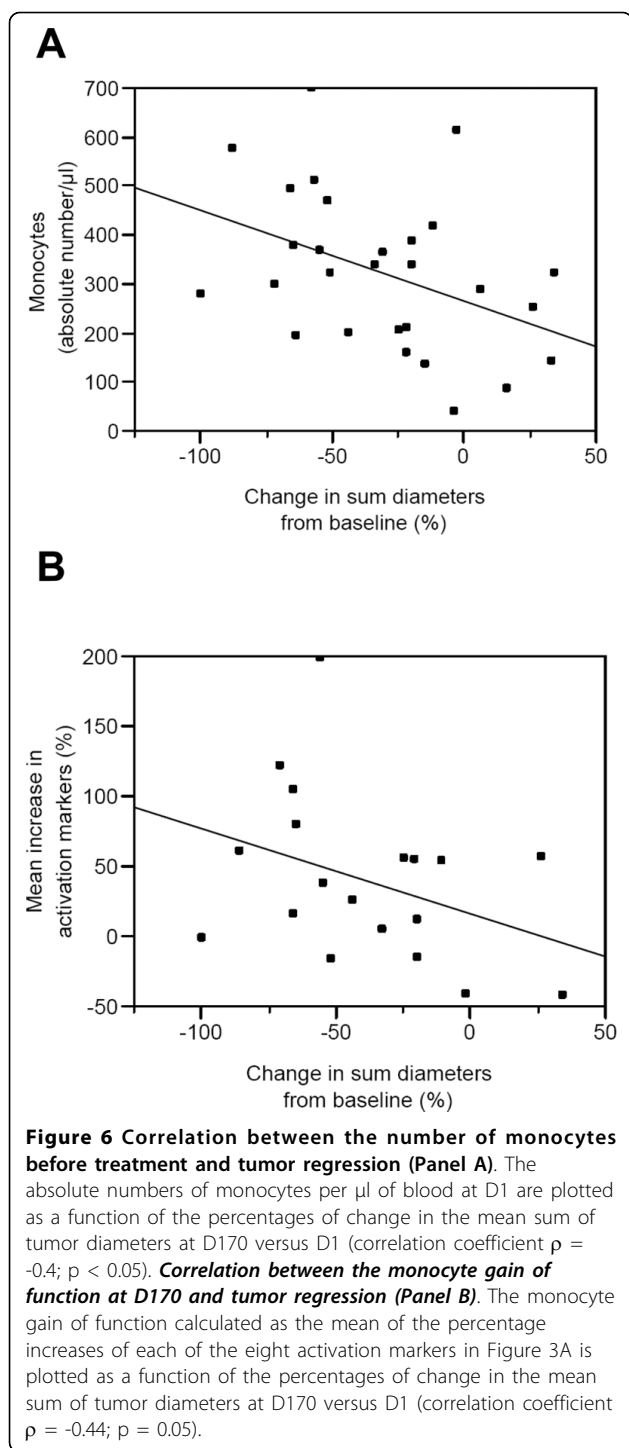 A
700
600
500
400
300
200
100
0
Monocytes
(absolute number/µl)
-100 -50 0 50
Change in sum diameters
from baseline (%)
B
200
150
100
50
0
-50
Mean increase in
activation markers (%)
-100 -50 0 50
Change in sum diameters
from baseline (%)
Figure 6 Correlation between the number of monocytes
before treatment and tumor regression (Panel A). The
absolute numbers of monocytes per µl of blood at D1 are plotted
as a function of the percentages of change in the mean sum of
tumor diameters at D170 versus D1 (correlation coefficient ρ =
-0.4; p < 0.05). Correlation between the monocyte gain of
function at D170 and tumor regression (Panel B). The monocyte
gain of function calculated as the mean of the percentage
increases of each of the eight activation markers in Figure 3A is
plotted as a function of the percentages of change in the mean
sum of tumor diameters at D170 versus D1 (correlation coefficient
ρ = -0.44; p = 0.05).